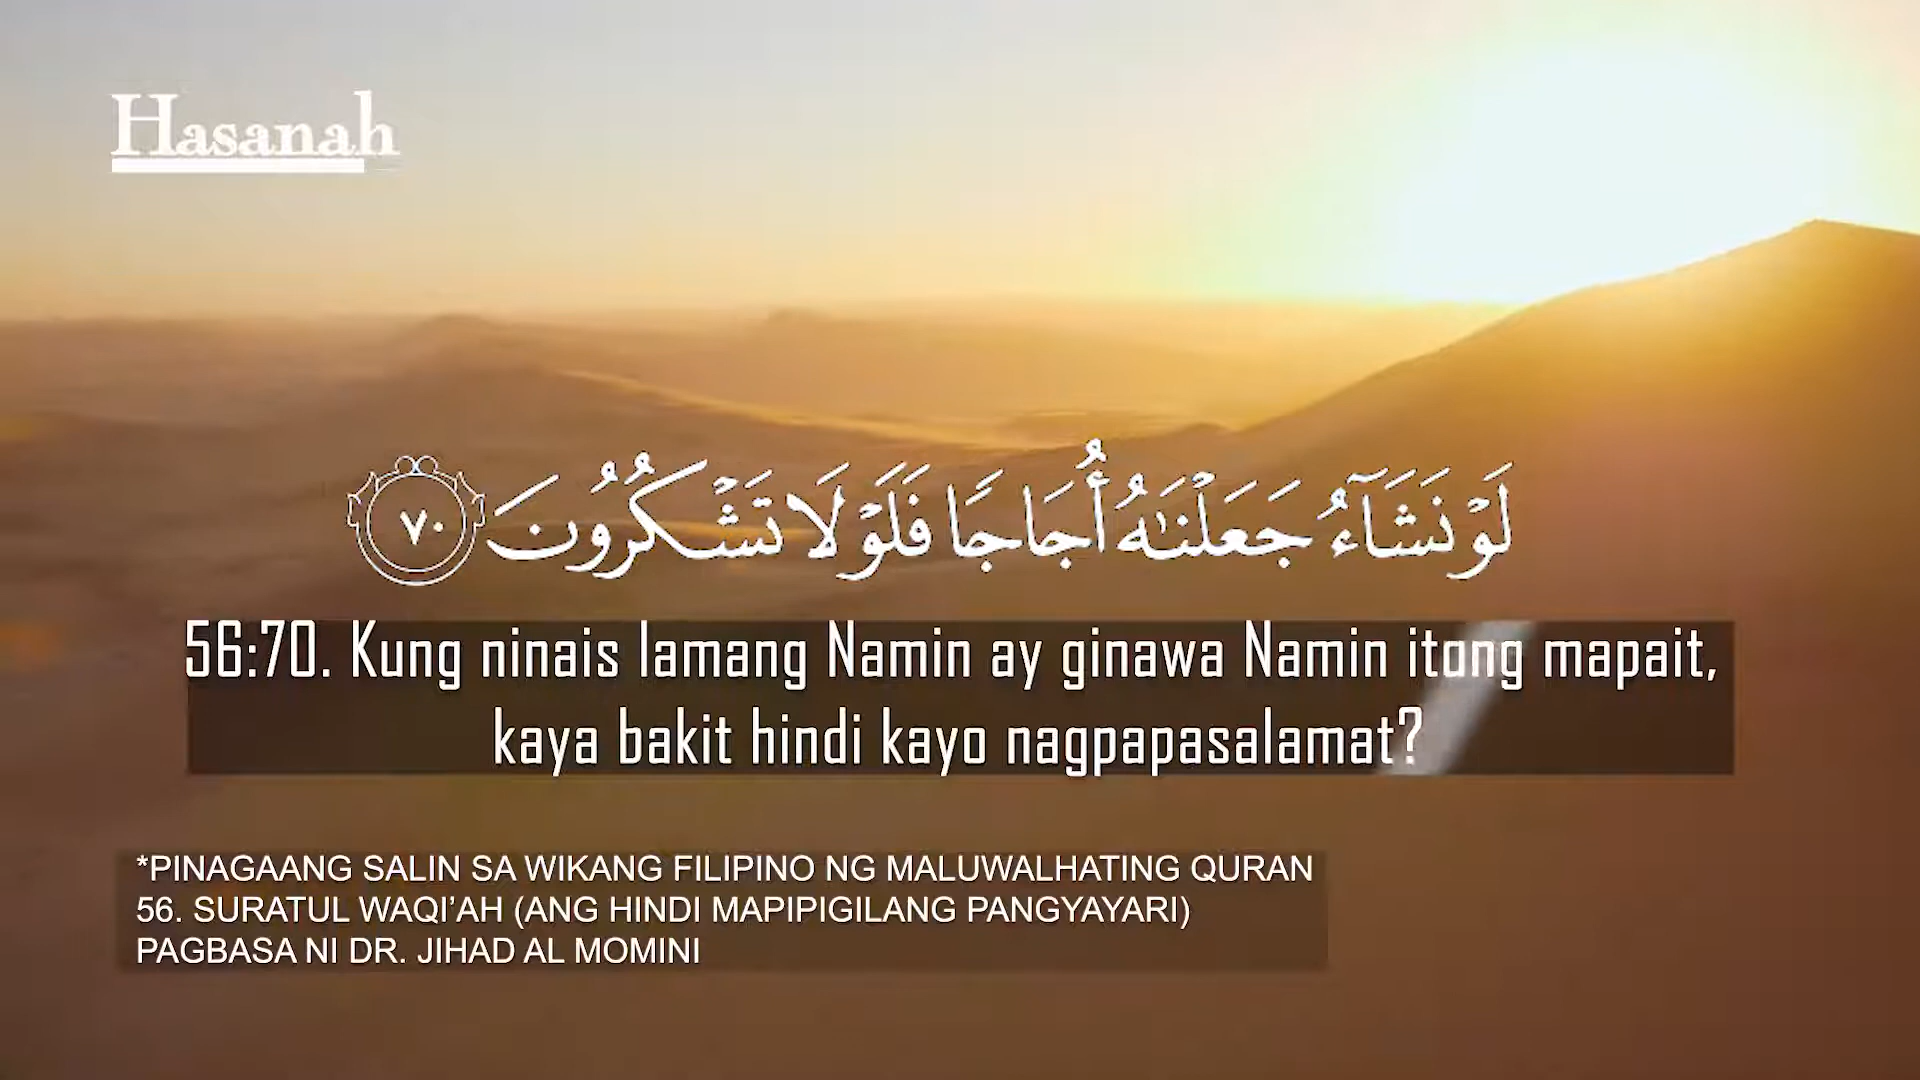 Hasanah
لَوْ نَشَآءُ جَعَلْنَٰهُ أُجَاجًا فَلَوْلَا تَشْكُرُونَ ٧٠
56:70. Kung ninais lamang Namin ay ginawa Namin itong mapait,
kaya bakit hindi kayo nagpapasalamat?
*PINAGAANG SALIN SA WIKANG FILIPINO NG MALUWALHATING QURAN
56. SURATUL WAQI’AH (ANG HINDI MAPIPIGILANG PANGYAYARI)
PAGBASA NI DR. JIHAD AL MOMINI